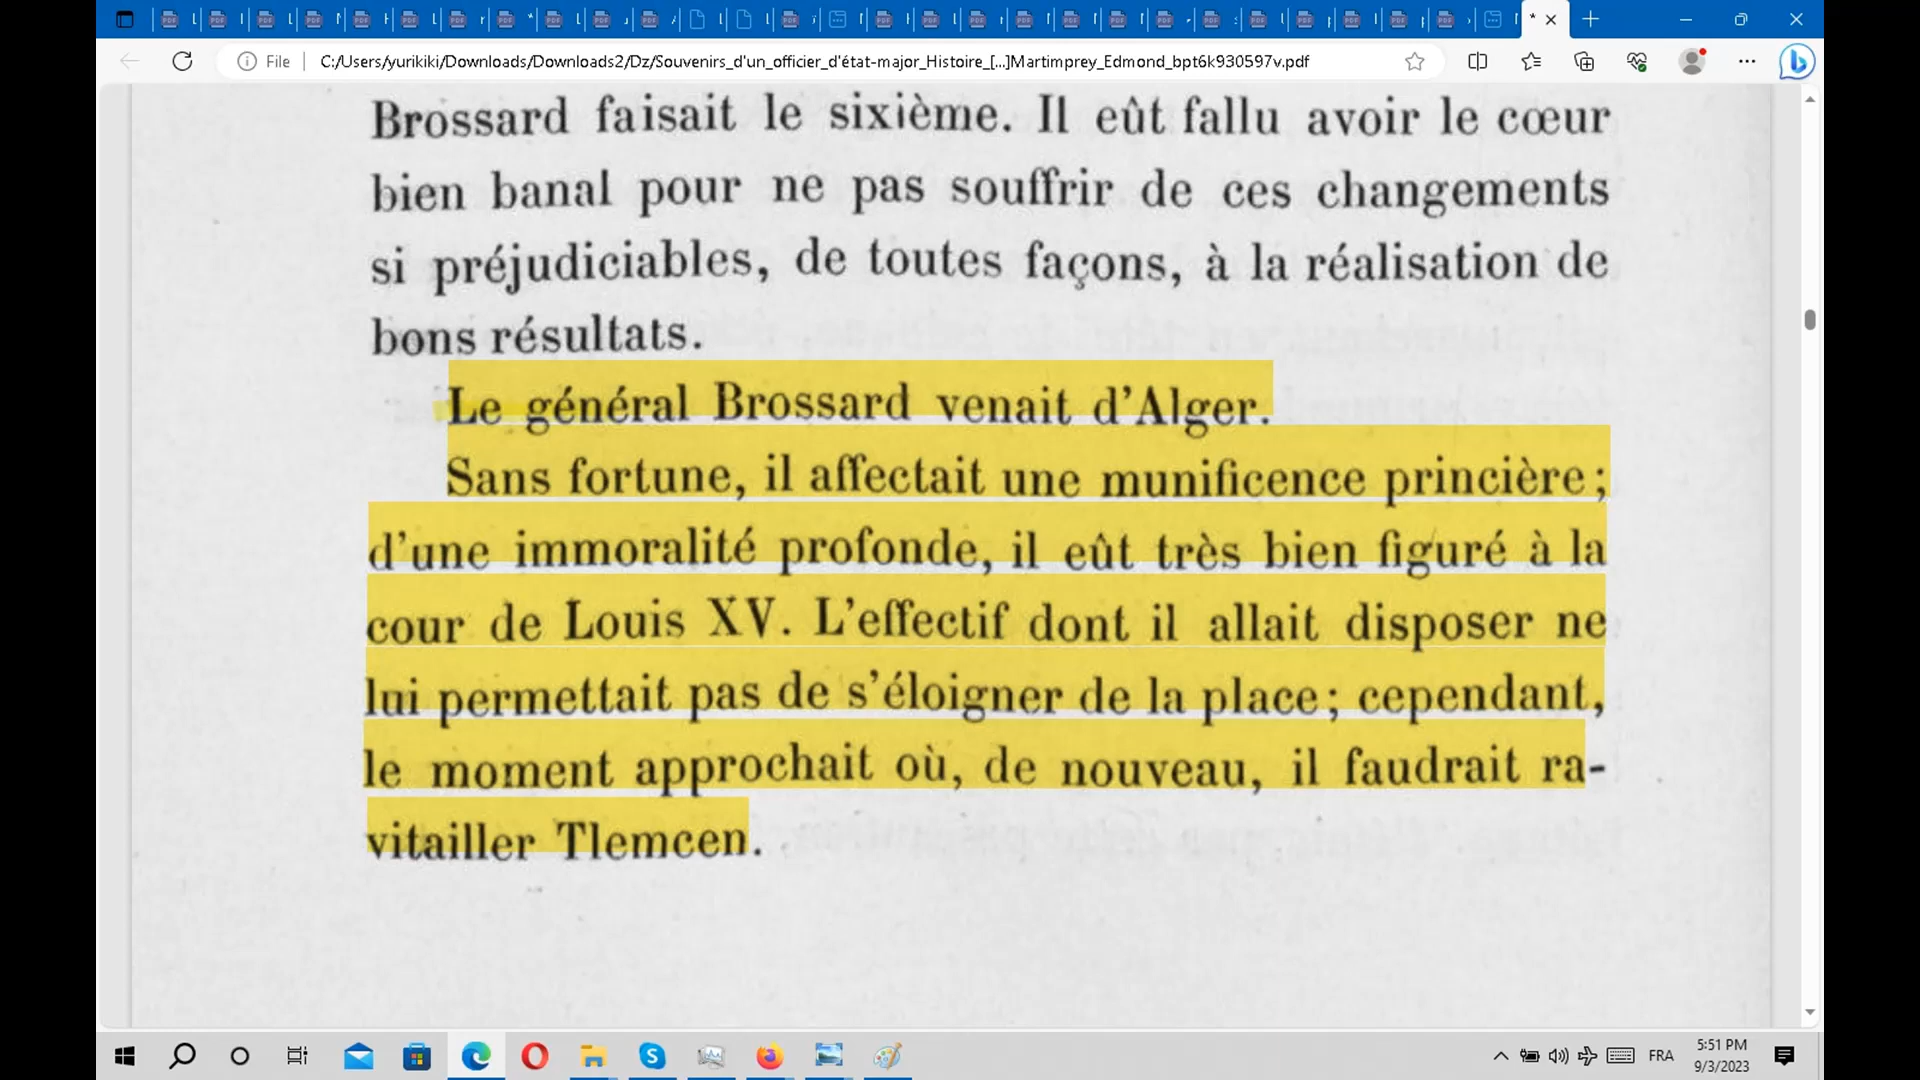 File
C:/Users/yurikiki/Downloads/Downloads2/Dz/Souvenirs_d'un_officier_d'état-major_Histoire_[...]Martimprey_Edmond_bpt6k930597v.pdf
Brossard faisait le sixième. Il eût fallu avoir le cœur
bien banal pour ne pas souffrir de ces changements
si préjudiciables, de toutes façons, à la réalisation de
bons résultats.
Le général Brossard venait d'Alger.
Sans fortune, il affectait une munificence princière;
d'une immoralité profonde, il eût très bien figuré à la
cour de Louis XV. L'effectif dont il allait disposer ne
lui permettait pas de s'éloigner de la place; cependant,
le moment approchait où, de nouveau, il faudrait ra-
vitailler Tlemcen.
FRA
5:51 PM
9/3/2023